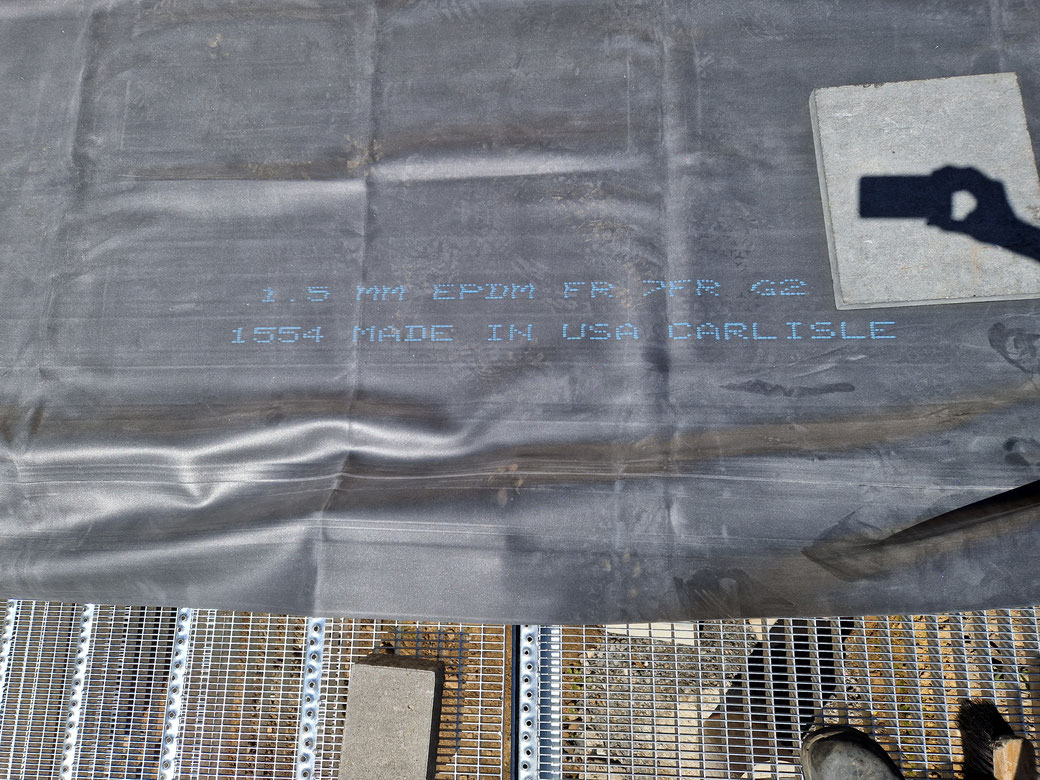 1.5 MM EPDM FR 7FR G2
1554 MADE IN USA CARLISLE